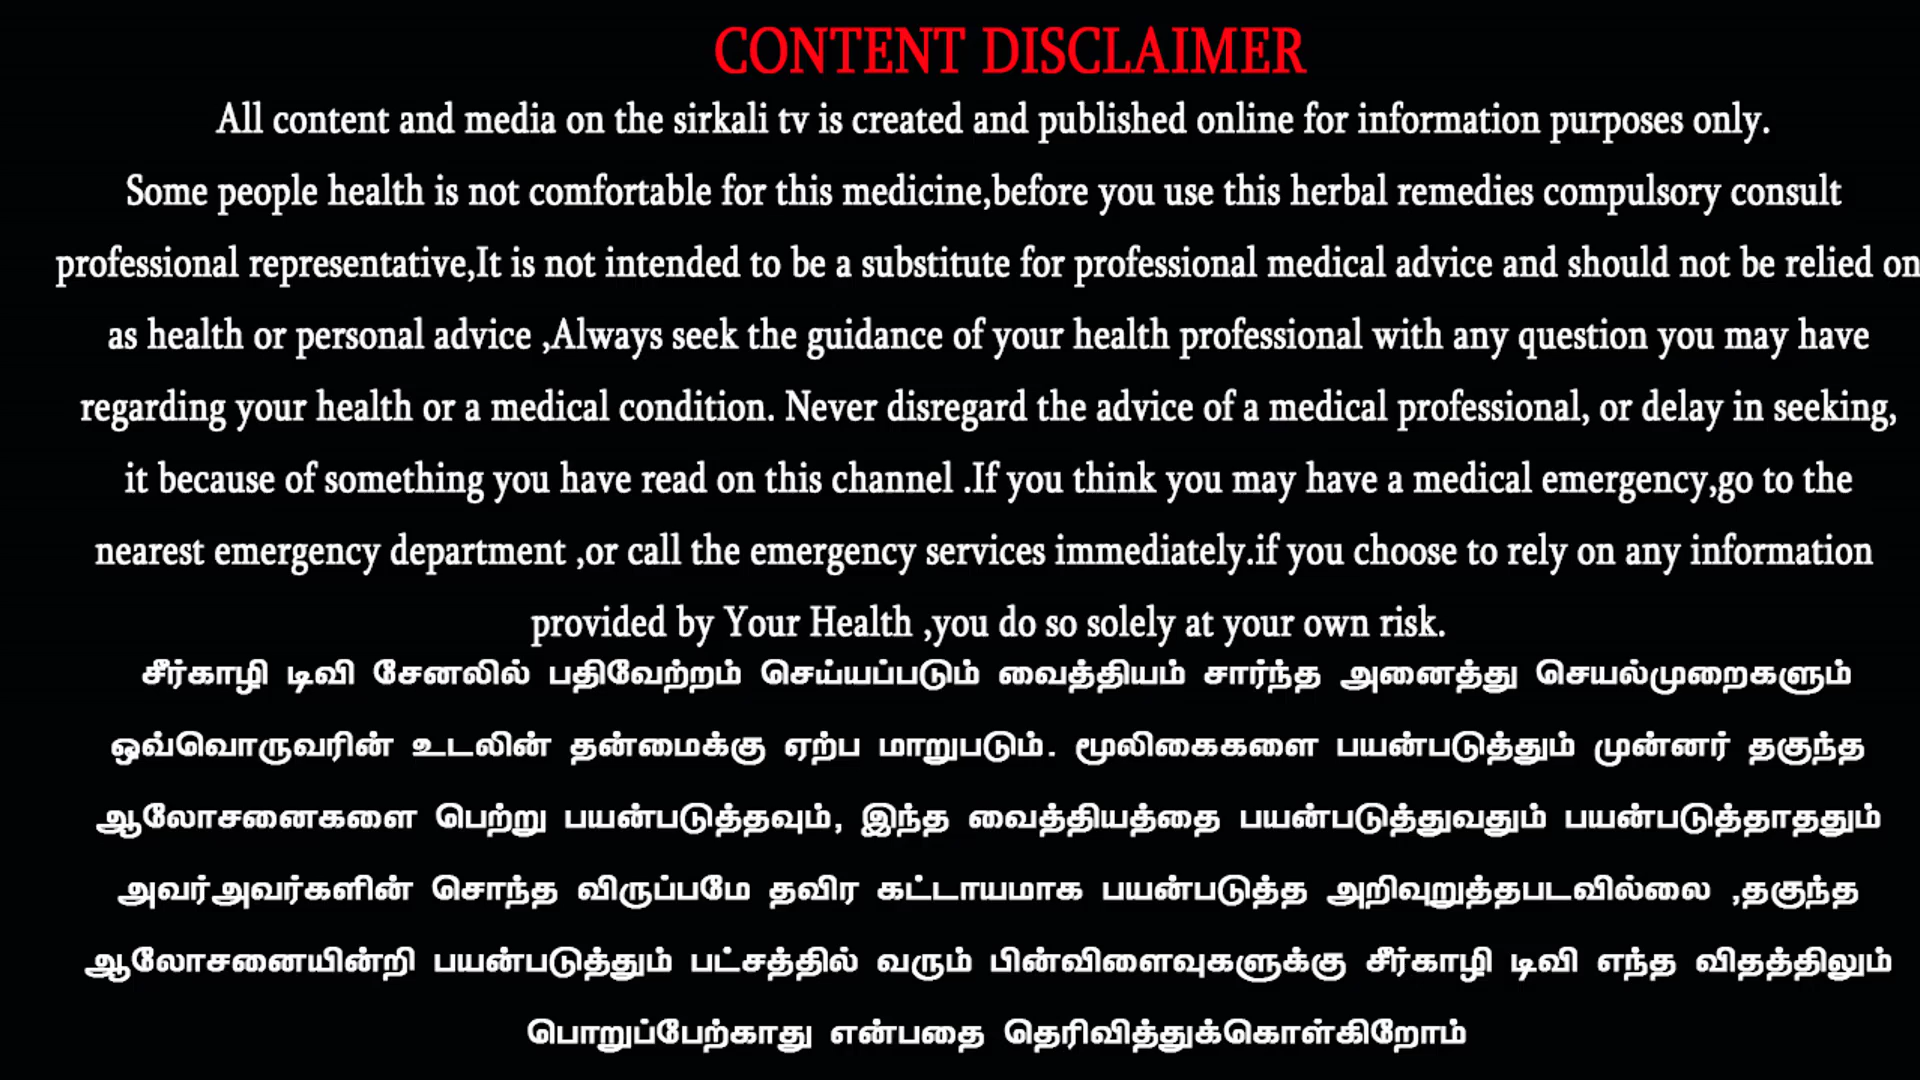 CONTENT DISCLAIMER
All content and media on the sirkali tv is created and published online for information purposes only.
Some people health is not comfortable for this medicine,before you use this herbal remedies compulsory consult
professional representative,It is not intended to be a substitute for professional medical advice and should not be relied on
as health or personal advice ,Always seek the guidance of your health professional with any question you may have
regarding your health or a medical condition. Never disregard the advice of a medical professional, or delay in seeking,
it because of something you have read on this channel .If you think you may have a medical emergency,go to the
nearest emergency department ,or call the emergency services immediately.if you choose to rely on any information
provided by Your Health ,you do so solely at your own risk.
சீர்காழி டிவி சேனலில் பதிவேற்றம் செய்யப்படும் வைத்தியம் சார்ந்த அனைத்து செயல்முறைகளும்
ஒவ்வொருவரின் உடலின் தன்மைக்கு ஏற்ப மாறுபடும். மூலிகைகளை பயன்படுத்தும் முன்னர் தகுந்த
ஆலோசனைகளை பெற்று பயன்படுத்தவும், இந்த வைத்தியத்தை பயன்படுத்துவதும் பயன்படுத்தாததும்
அவர்அவர்களின் சொந்த விருப்பமே தவிர கட்டாயமாக பயன்படுத்த அறிவுறுத்தபடவில்லை ,தகுந்த
ஆலோசனையின்றி பயன்படுத்தும் பட்சத்தில் வரும் பின்விளைவுகளுக்கு சீர்காழி டிவி எந்த விதத்திலும்
பொறுப்பேற்காது என்பதை தெரிவித்துக்கொள்கிறோம்